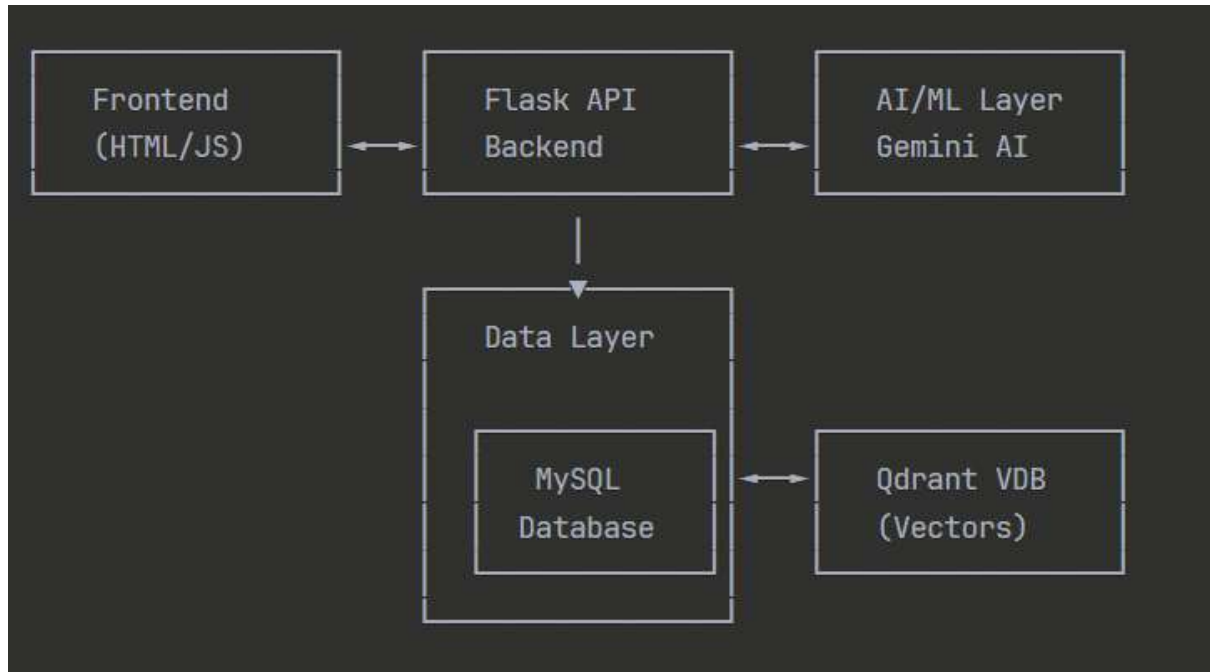 Frontend
(HTML/JS)
Flask API
Backend
AI/ML Layer
Gemini AI
Data Layer
MySQL
Database
Qdrant VDB
(Vectors)